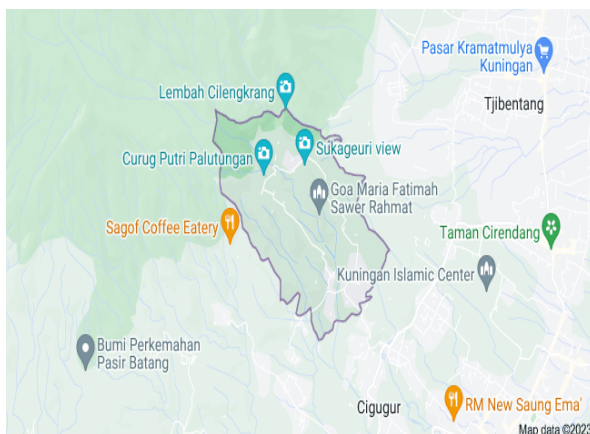 Pasar Kramatmulya
Kuningan
Lembah Cilengkrang
Tjibentang
Curug Putri Palutungan
Sukageuri view
Goa Maria Fatimah
Sawer Rahmat
Sagof Coffee Eatery
Taman Cirendang
Kuningan Islamic Center
Bumi Perkemahan
Pasir Batang
Cigugur
RM New Saung Ema'
Map data ©2023